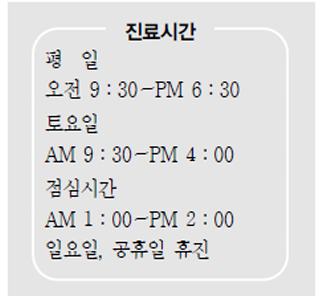 진료시간
평 일
오전 9 : 30-PM 6 : 30
토요일
AM 9 : 30-PM 4 : 00
점심시간
AM 1 : 00-PM 2 : 00
일요일, 공휴일 휴진